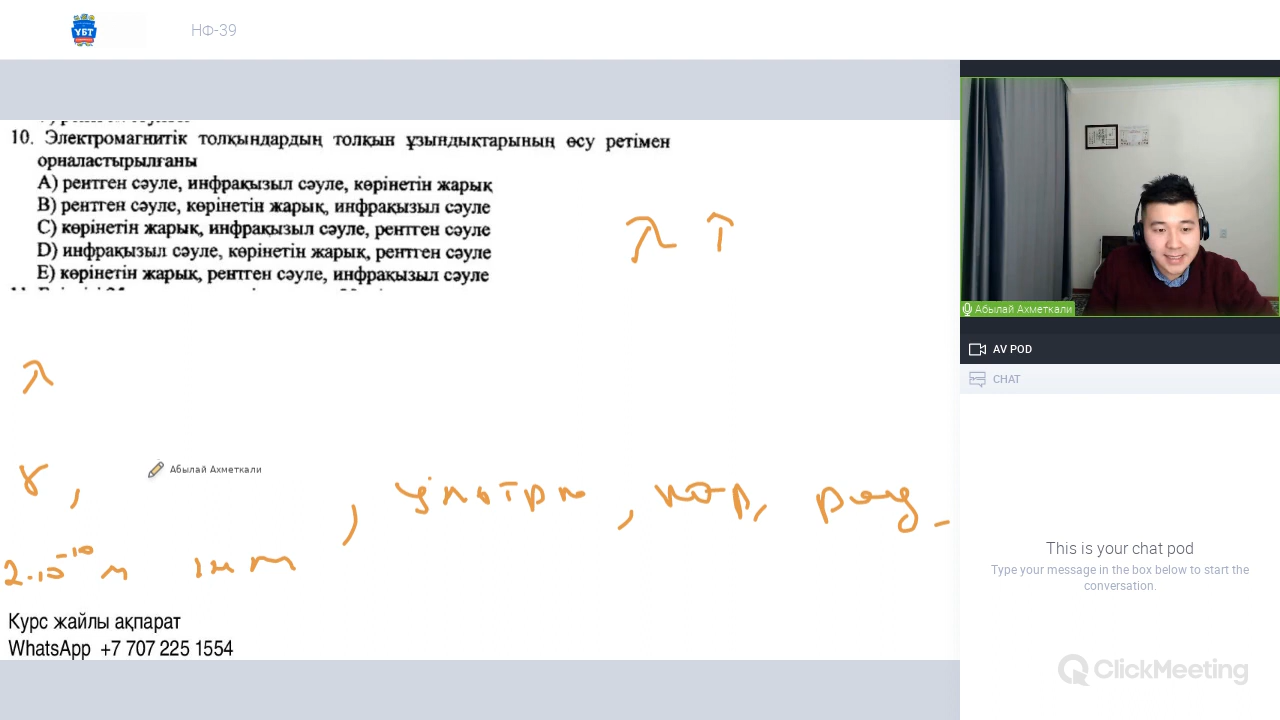 ҰБТ
НФ-39
10. Электромагнитік толқындардың толқын ұзындықтарының өсу ретімен
орналастырылғаны
A) рентген сәуле, инфрақызыл сәуле, көрінетін жарық
B) рентген сәуле, көрінетін жарық, инфрақызыл сәуле
C) көрінетін жарық, инфрақызыл сәуле, рентген сәуле
D) инфрақызыл сәуле, көрінетін жарық, рентген сәуле
E) көрінетін жарық, рентген сәуле, инфрақызыл сәуле
λ ↑
λ
Абылай Ахметкали
γ, , ультра, көр,
2·10⁻¹⁰ м
Курс жайлы ақпарат
WhatsApp +7 707 225 1554
Абылай Ахметкали
AV POD
CHAT
This is your chat pod
Type your message in the box below to start the
conversation.
ClickMeeting